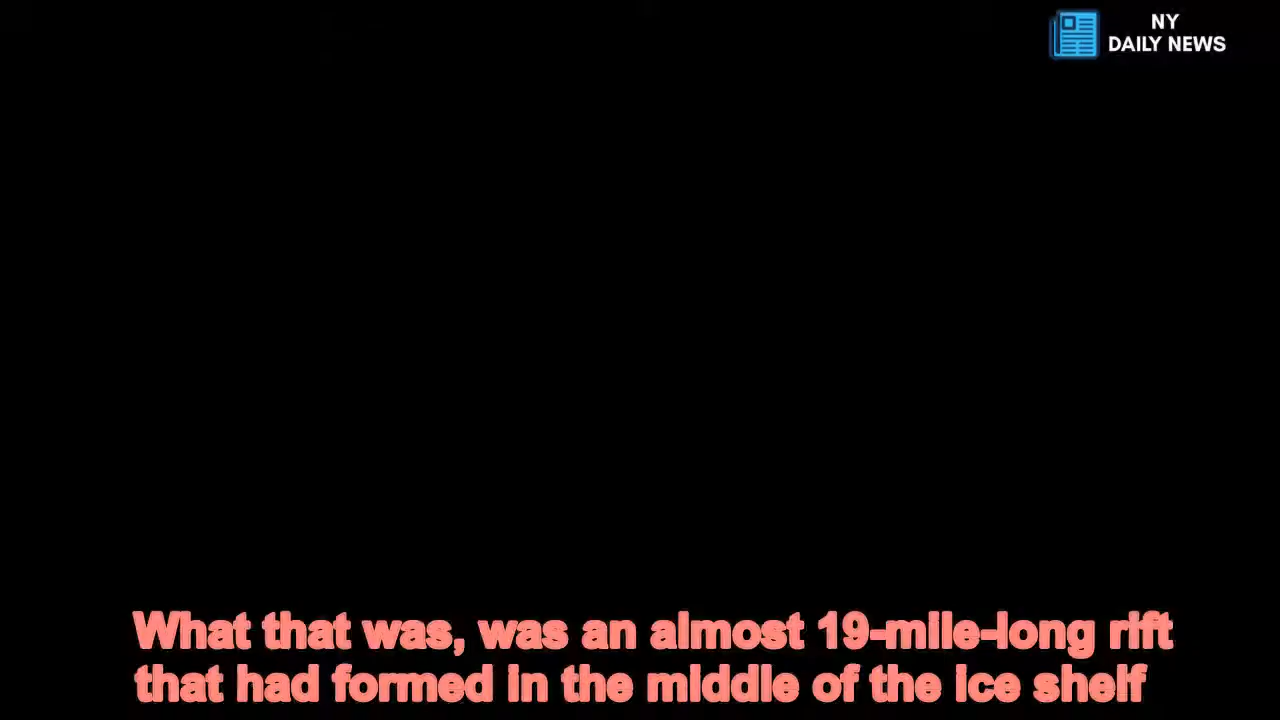 NY
DAILY NEWS
What that was, was an almost 19-mile-long rift
that had formed in the middle of the ice shelf